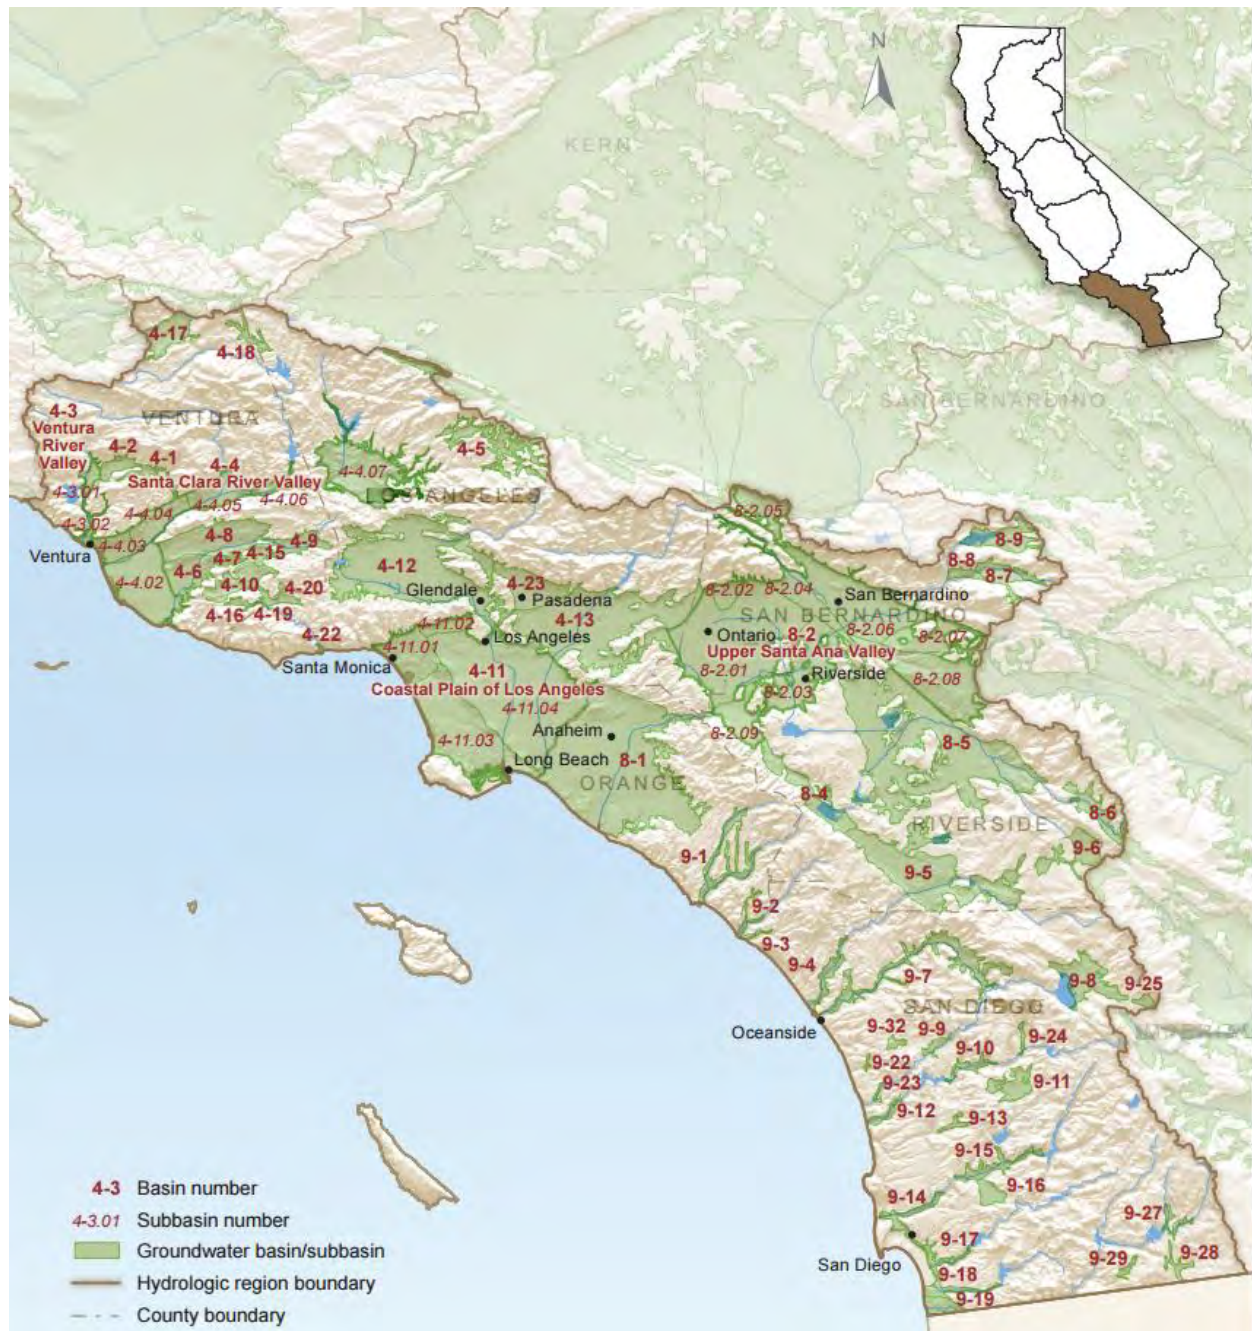 N
KERN
SAN BERNARDINO
4-17
4-18
4-3
Ventura
River
Valley
VENTURA
4-2
4-1
4-4
Santa Clara River Valley
4-5
4-4.07
LOS ANGELES
4-3.01
4-3.02
4-4.04
4-4.05
4-4.06
4-4.03
4-4.02
Ventura
4-8
4-9
4-15
4-7
4-6
4-10
4-20
4-16
4-19
4-22
4-12
Glendale
4-23
Pasadena
4-13
4-11.02
Los Angeles
4-11.01
Santa Monica
4-11
Coastal Plain of Los Angeles
4-11.04
4-11.03
Anaheim
Long Beach
8-1
ORANGE
8-2.05
8-2.02
8-2.04
San Bernardino
SAN BERNARDINO
Ontario
8-2
8-2.06
8-2.07
Upper Santa Ana Valley
8-2.01
Riverside
8-2.03
8-2.08
8-2.09
8-9
8-8
8-7
8-5
8-4
8-6
RIVERSIDE
9-6
9-5
9-1
9-2
9-3
9-4
9-7
9-8
9-25
SAN DIEGO
IMPERIAL
Oceanside
9-32
9-9
9-24
9-10
9-22
9-23
9-11
9-12
9-13
9-15
9-16
9-14
9-27
9-17
San Diego
9-29
9-28
9-18
9-19
4-3 Basin number
4-3.01 Subbasin number
Groundwater basin/subbasin
Hydrologic region boundary
County boundary